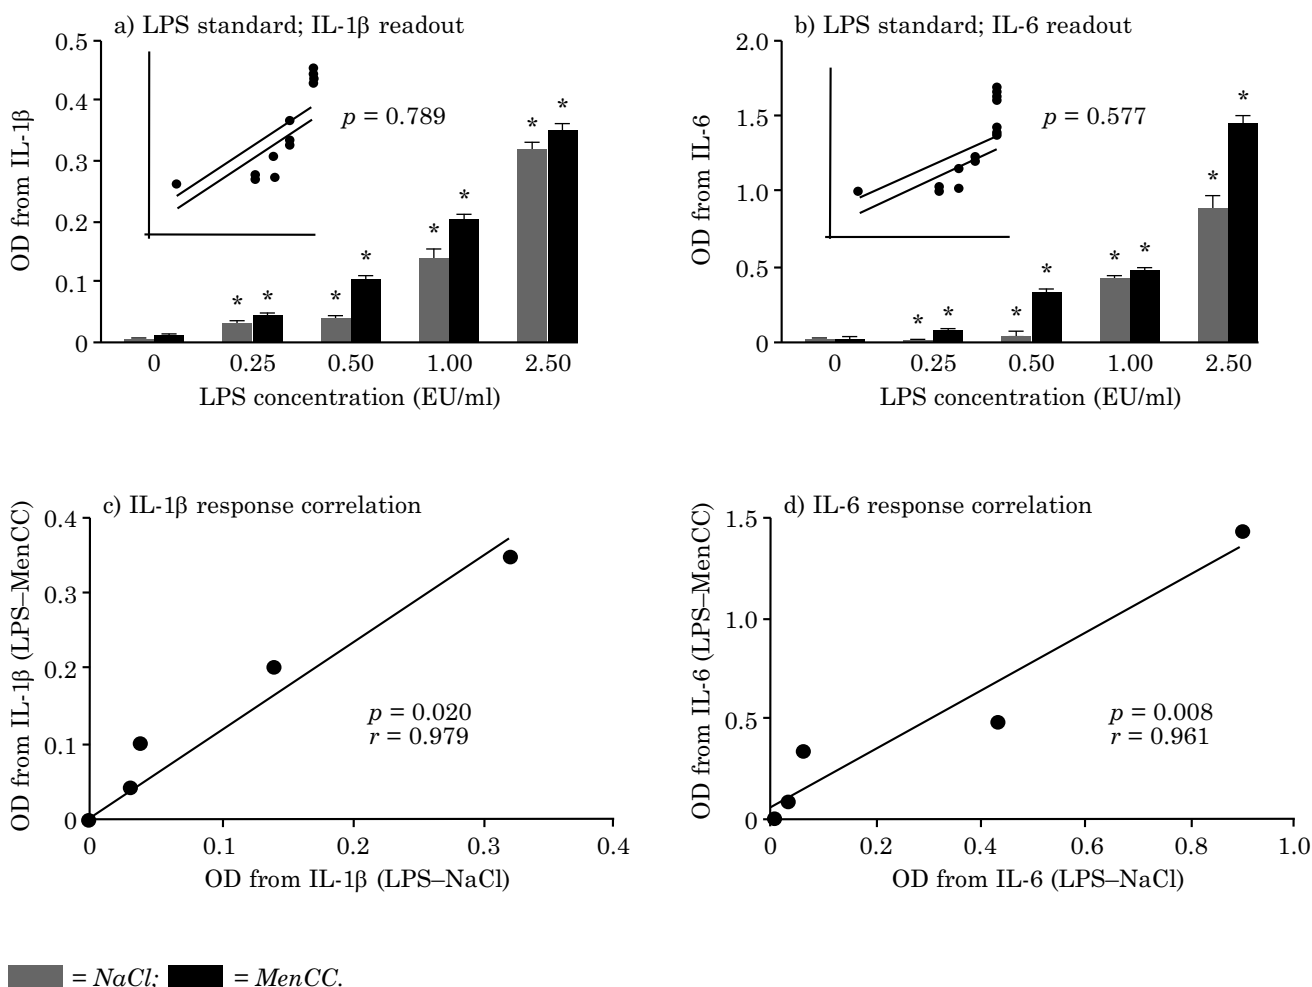 a) LPS standard; IL-1β readout
0.5
0.4
0.3
0.2
0.1
0
OD from IL-1β
p = 0.789
* * * * * * * *
0 0.25 0.50 1.00 2.50
LPS concentration (EU/ml)
b) LPS standard; IL-6 readout
2.0
1.5
1.0
0.5
0
OD from IL-6
p = 0.577
* * * * * * * *
0 0.25 0.50 1.00 2.50
LPS concentration (EU/ml)
c) IL-1β response correlation
0.4
0.3
0.2
0.1
0
OD from IL-1β (LPS–MenCC)
p = 0.020
r = 0.979
0 0.1 0.2 0.3 0.4
OD from IL-1β (LPS–NaCl)
d) IL-6 response correlation
1.5
1.0
0.5
0
OD from IL-6 (LPS–MenCC)
p = 0.008
r = 0.961
0 0.2 0.4 0.6 0.8 1.0
OD from IL-6 (LPS–NaCl)
= NaCl; = MenCC.